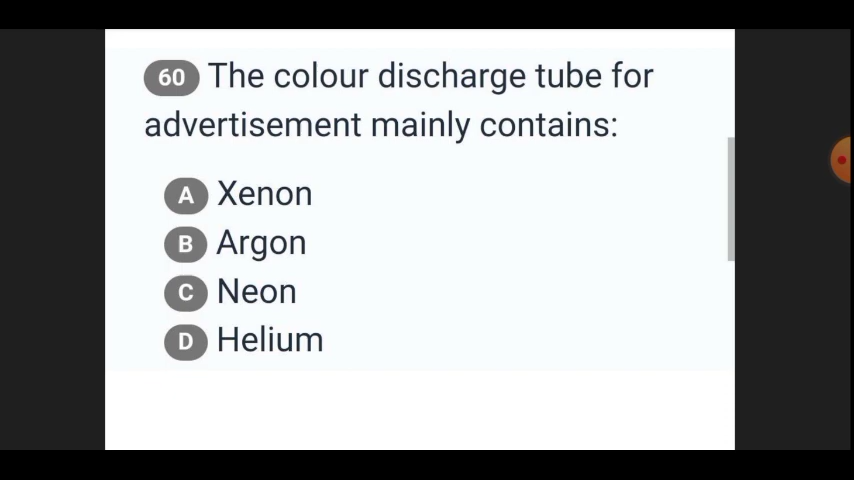 60 The colour discharge tube for
advertisement mainly contains:
A Xenon
B Argon
C Neon
D Helium